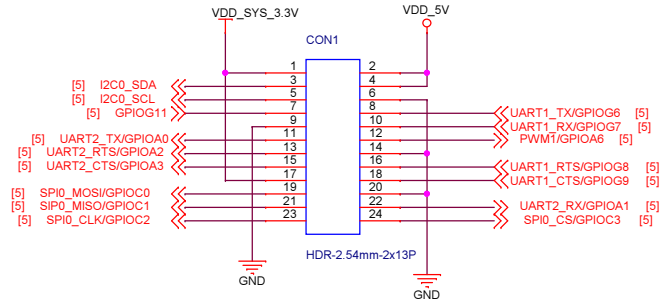 VDD_SYS_3.3V VDD_5V
CON1
1 2
[5] I2C0_SDA 3 4
[5] I2C0_SCL 5 6
[5] GPIOG11 7 8 UART1_TX/GPIOG6 [5]
9 10 UART1_RX/GPIOG7 [5]
[5] UART2_TX/GPIOA0 11 12 PWM1/GPIOA6 [5]
[5] UART2_RTS/GPIOA2 13 14
[5] UART2_CTS/GPIOA3 15 16 UART1_RTS/GPIOG8 [5]
17 18 UART1_CTS/GPIOG9 [5]
[5] SPI0_MOSI/GPIOC0 19 20
[5] SIP0_MISO/GPIOC1 21 22 UART2_RX/GPIOA1 [5]
[5] SPI0_CLK/GPIOC2 23 24 SPI0_CS/GPIOC3 [5]
HDR-2.54mm-2x13P
GND
GND